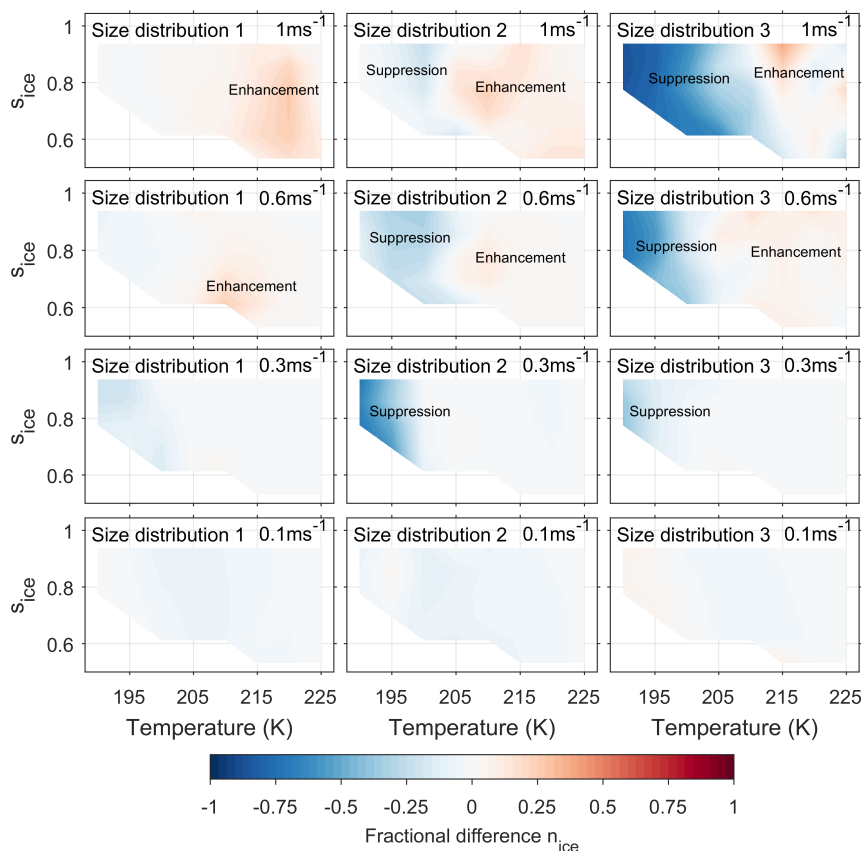 Size distribution 1 1ms⁻¹
Size distribution 2 1ms⁻¹
Size distribution 3 1ms⁻¹
1
0.8
0.6
s_ice
Enhancement
Suppression
Enhancement
Suppression
Enhancement
Size distribution 1 0.6ms⁻¹
Size distribution 2 0.6ms⁻¹
Size distribution 3 0.6ms⁻¹
1
0.8
0.6
s_ice
Enhancement
Suppression
Suppression
Enhancement
Size distribution 1 0.3ms⁻¹
Size distribution 2 0.3ms⁻¹
Size distribution 3 0.3ms⁻¹
1
0.8
0.6
s_ice
Suppression
Suppression
Size distribution 1 0.1ms⁻¹
Size distribution 2 0.1ms⁻¹
Size distribution 3 0.1ms⁻¹
1
0.8
0.6
s_ice
195 205 215 225
195 205 215 225
195 205 215 225
Temperature (K)
Temperature (K)
Temperature (K)
-1 -0.75 -0.5 -0.25 0 0.25 0.5 0.75 1
Fractional difference n_ice